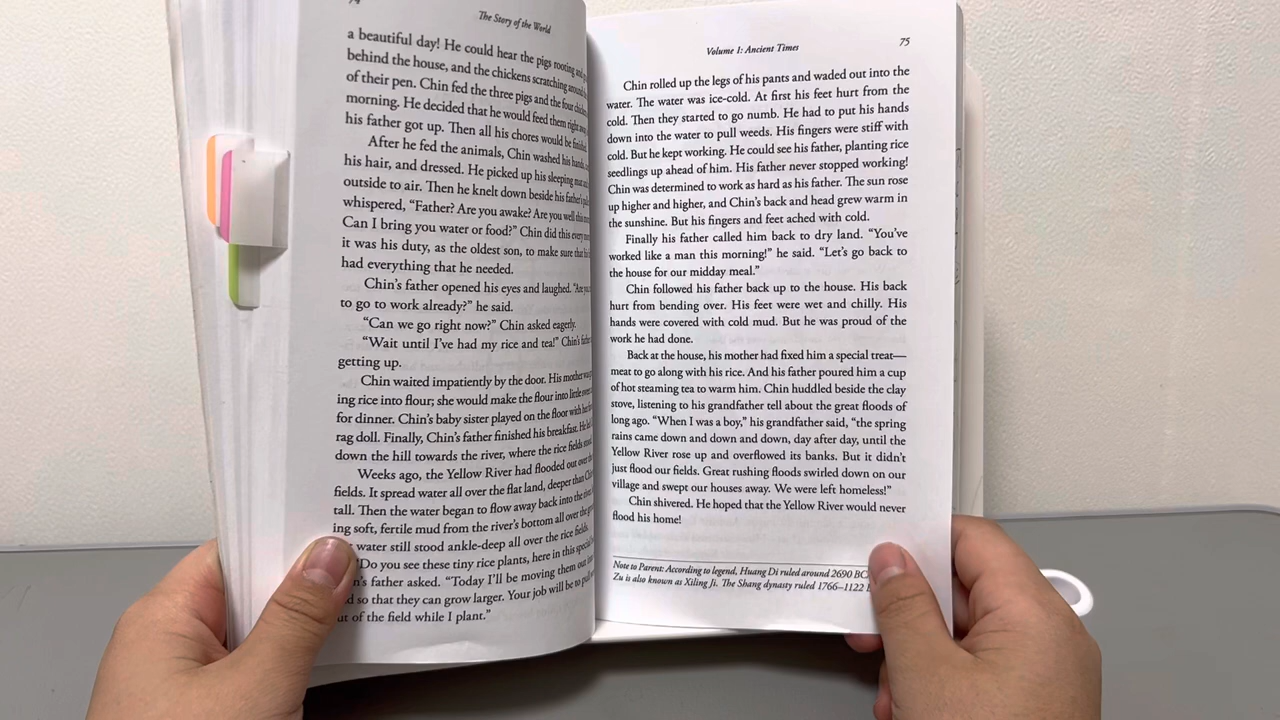 74
The Story of the World
a beautiful day! He could hear the pigs rooting
behind the house, and the chickens scratching around
of their pen. Chin fed the three pigs and the four
morning. He decided that he would feed them right
his father got up. Then all his chores would be
After he fed the animals, Chin washed his hands,
his hair, and dressed. He picked up his sleeping mat
outside to air. Then he knelt down beside his father's
whispered, “Father? Are you awake? Are you well this
Can I bring you water or food?” Chin did this every
it was his duty, as the oldest son, to make sure that
had everything that he needed.
Chin's father opened his eyes and laughed. “Are you
to go to work already?” he said.
“Can we go right now?” Chin asked eagerly.
“Wait until I've had my rice and tea!” Chin's
getting up.
Chin waited impatiently by the door. His mother was
ing rice into flour; she would make the flour into little
for dinner. Chin's baby sister played on the floor with her
rag doll. Finally, Chin's father finished his breakfast. He
down the hill towards the river, where the rice fields
Weeks ago, the Yellow River had flooded out over the
fields. It spread water all over the flat land, deeper than
tall. Then the water began to flow away back into the
ing soft, fertile mud from the river's bottom all over the
water still stood ankle-deep all over the rice fields.
“Do you see these tiny rice plants, here in this special
father asked. “Today I'll be moving them out
so that they can grow larger. Your job will be to pull
of the field while I plant.”
Volume 1: Ancient Times
75
Chin rolled up the legs of his pants and waded out into the
water. The water was ice-cold. At first his feet hurt from the
cold. Then they started to go numb. He had to put his hands
down into the water to pull weeds. His fingers were stiff with
cold. But he kept working. He could see his father, planting rice
seedlings up ahead of him. His father never stopped working!
Chin was determined to work as hard as his father. The sun rose
up higher and higher, and Chin's back and head grew warm in
the sunshine. But his fingers and feet ached with cold.
Finally his father called him back to dry land. “You've
worked like a man this morning!” he said. “Let's go back to
the house for our midday meal.”
Chin followed his father back up to the house. His back
hurt from bending over. His feet were wet and chilly. His
hands were covered with cold mud. But he was proud of the
work he had done.
Back at the house, his mother had fixed him a special treat—
meat to go along with his rice. And his father poured him a cup
of hot steaming tea to warm him. Chin huddled beside the clay
stove, listening to his grandfather tell about the great floods of
long ago. “When I was a boy,” his grandfather said, “the spring
rains came down and down and down, day after day, until the
Yellow River rose up and overflowed its banks. But it didn't
just flood our fields. Great rushing floods swirled down on our
village and swept our houses away. We were left homeless!”
Chin shivered. He hoped that the Yellow River would never
flood his home!
Note to Parent: According to legend, Huang Di ruled around 2690 BC
Zu is also known as Xiling Ji. The Shang dynasty ruled 1766–1122